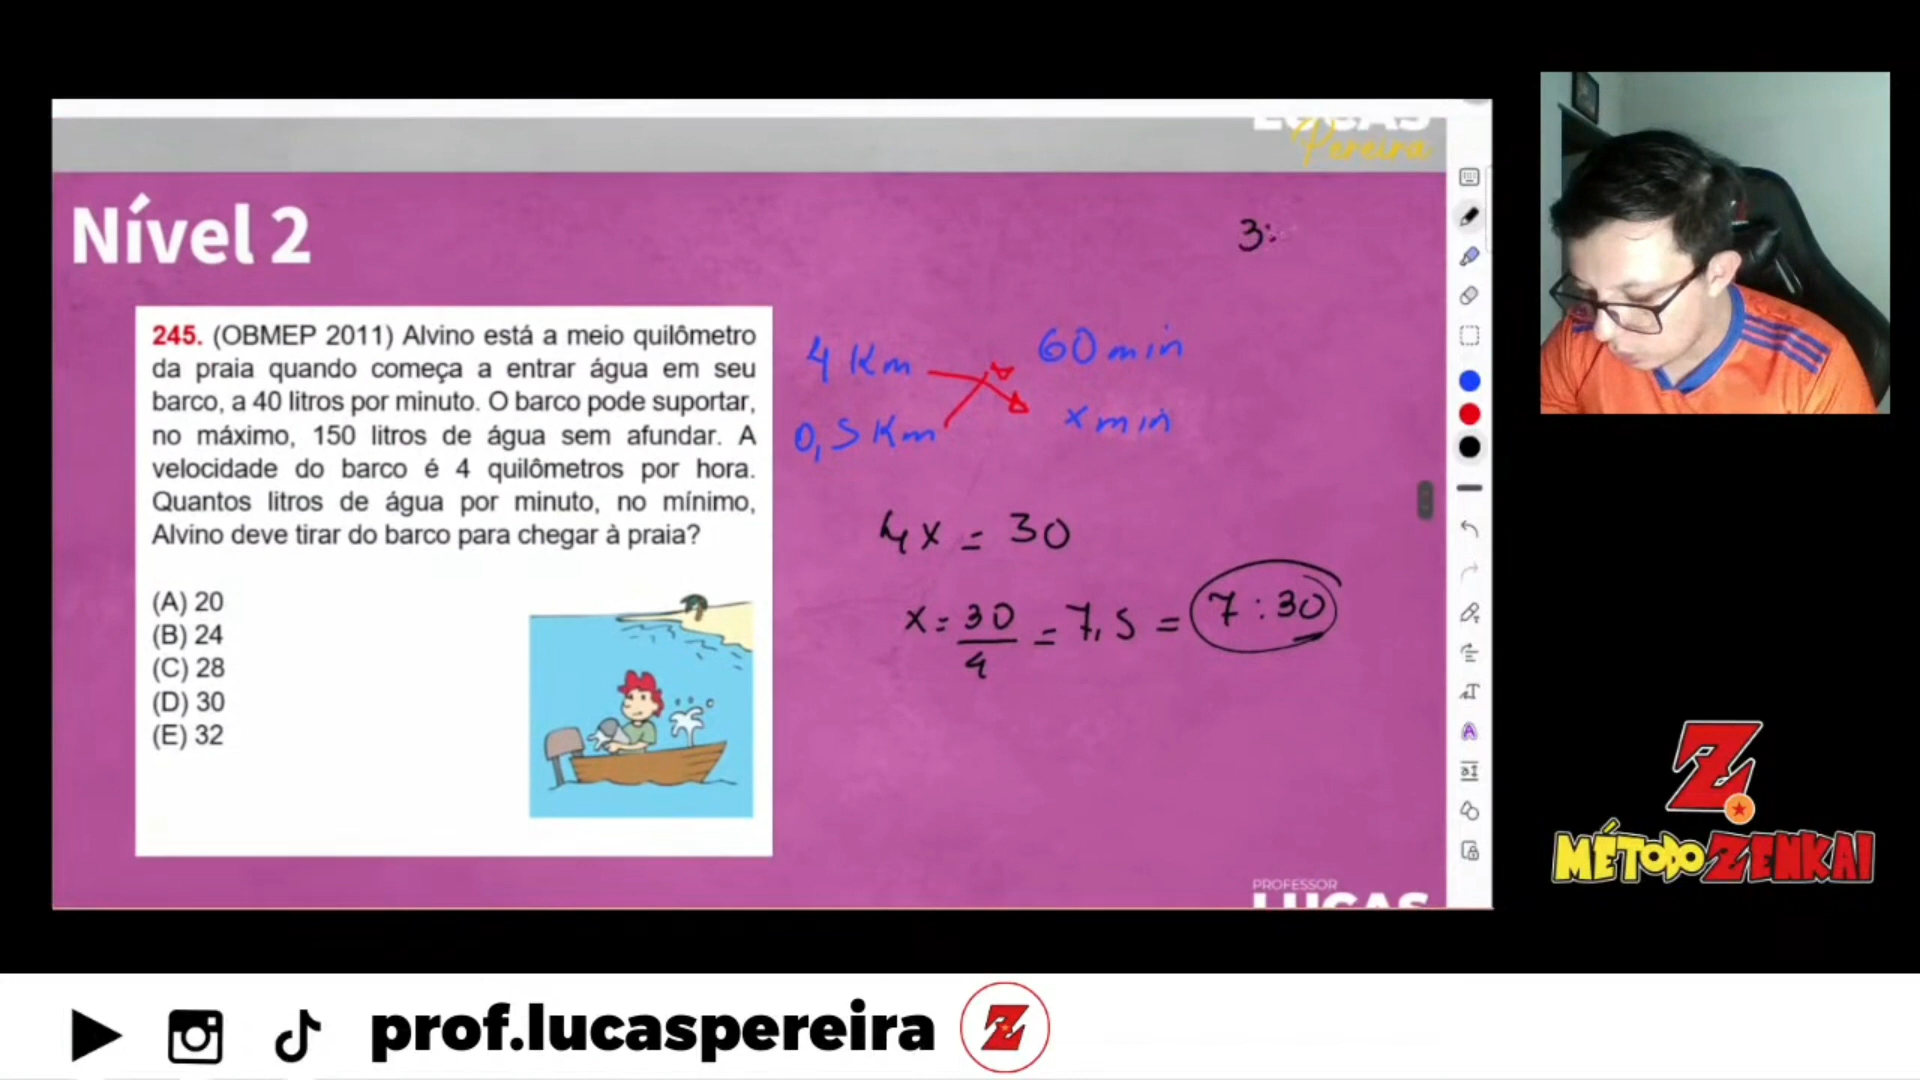 Pereira
Nível 2
3:
245. (OBMEP 2011) Alvino está a meio quilômetro
da praia quando começa a entrar água em seu
barco, a 40 litros por minuto. O barco pode suportar,
no máximo, 150 litros de água sem afundar. A
velocidade do barco é 4 quilômetros por hora.
Quantos litros de água por minuto, no mínimo,
Alvino deve tirar do barco para chegar à praia?
(A) 20
(B) 24
(C) 28
(D) 30
(E) 32
4 Km 60 min
0,5 Km x min
4x = 30
x = 30/4 = 7,5 = 7:30
PROFESSOR
LUCAS
Z
MÉTODO ZENKAI
prof.lucaspereira
Z